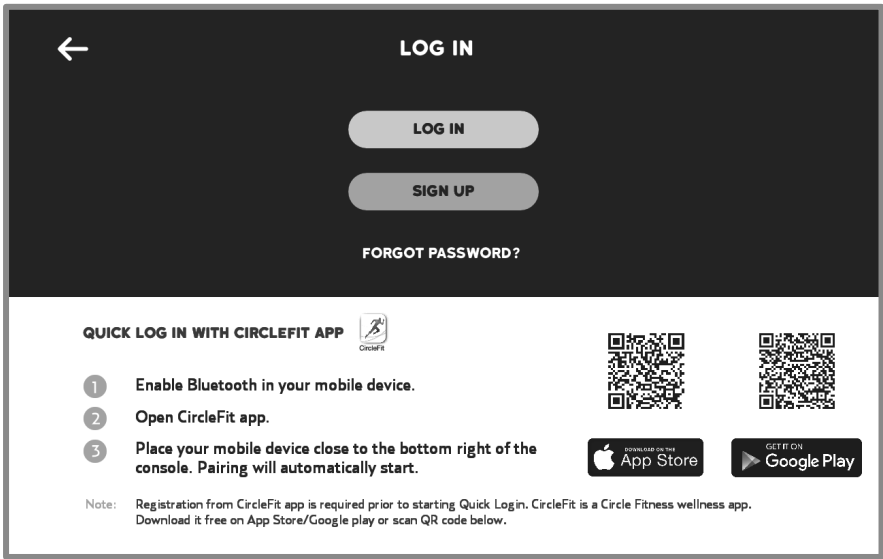 LOG IN
LOG IN
SIGN UP
FORGOT PASSWORD?
QUICK LOG IN WITH CIRCLEFIT APP
CircleFit
1 Enable Bluetooth in your mobile device.
2 Open CircleFit app.
3 Place your mobile device close to the bottom right of the
console. Pairing will automatically start.
DOWNLOAD ON THE
App Store
GET IT ON
Google Play
Note: Registration from CircleFit app is required prior to starting Quick Login. CircleFit is a Circle Fitness wellness app.
Download it free on App Store/Google play or scan QR code below.